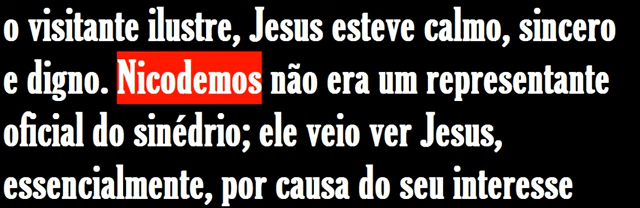 o visitante ilustre, Jesus esteve calmo, sincero
e digno. Nicodemos não era um representante
oficial do sinédrio; ele veio ver Jesus,
essencialmente, por causa do seu interesse